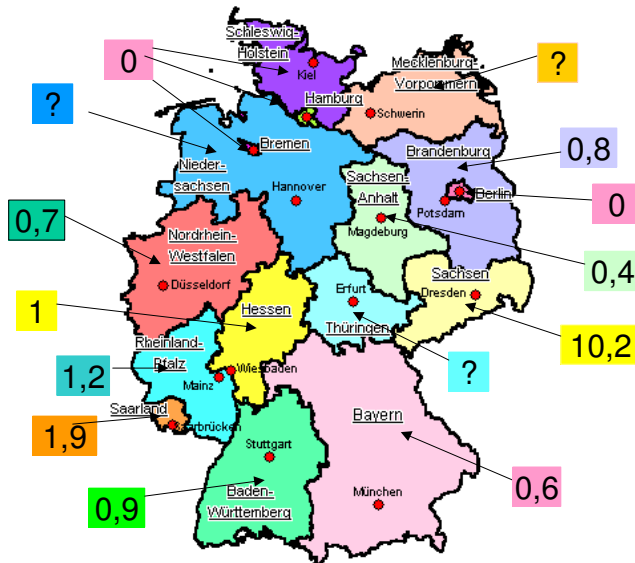 Schleswig-
Holstein
Kiel
0
Mecklenburg-
Vorpommern
?
?
Hamburg
Schwerin
Bremen
Brandenburg
0,8
Nieder-
sachsen
Sachsen-
Anhalt
Berlin
0
Hannover
Potsdam
0,7
Magdeburg
Nordrhein-
Westfalen
0,4
Düsseldorf
Sachsen
Erfurt
Dresden
1
Hessen
Thüringen
10,2
Rheinland-
Pfalz
1,2
Wiesbaden
?
Mainz
Saarland
Bayern
1,9
Saarbrücken
Stuttgart
0,6
0,9
Baden-
Württemberg
München